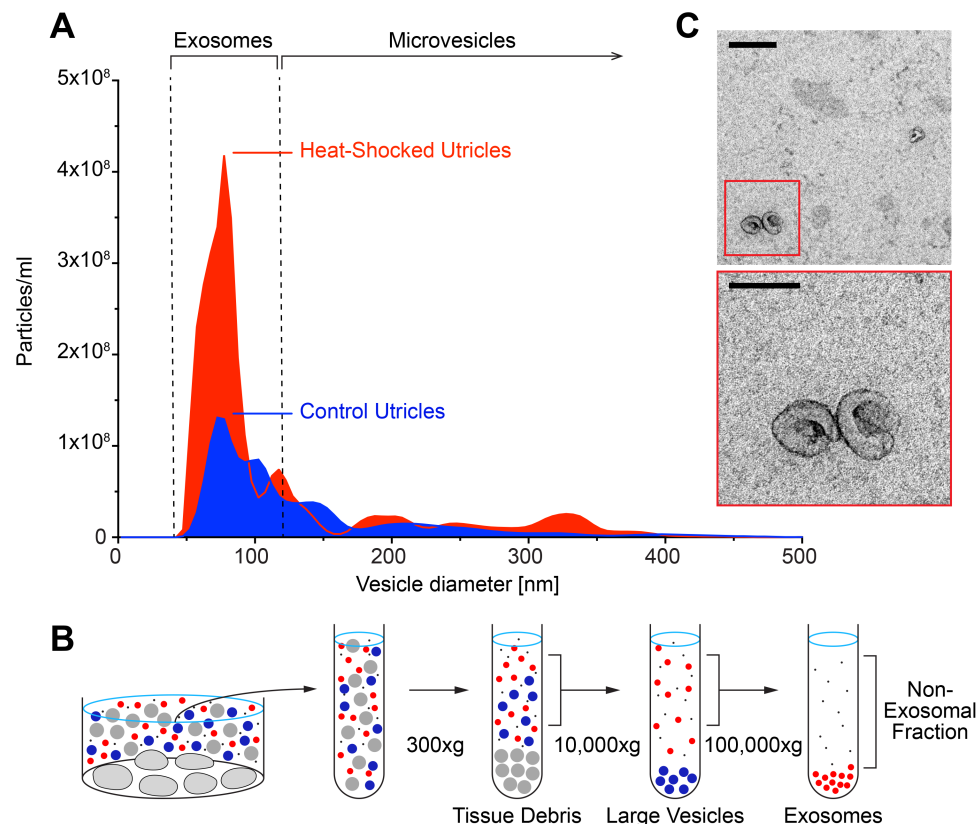 A
Exosomes
Microvesicles
5x10⁸
4x10⁸
3x10⁸
2x10⁸
1x10⁸
0
Particles/ml
Heat-Shocked Utricles
Control Utricles
0
100
200
300
400
500
Vesicle diameter [nm]
C
B
300xg
10,000xg
100,000xg
Non-
Exosomal
Fraction
Tissue Debris
Large Vesicles
Exosomes